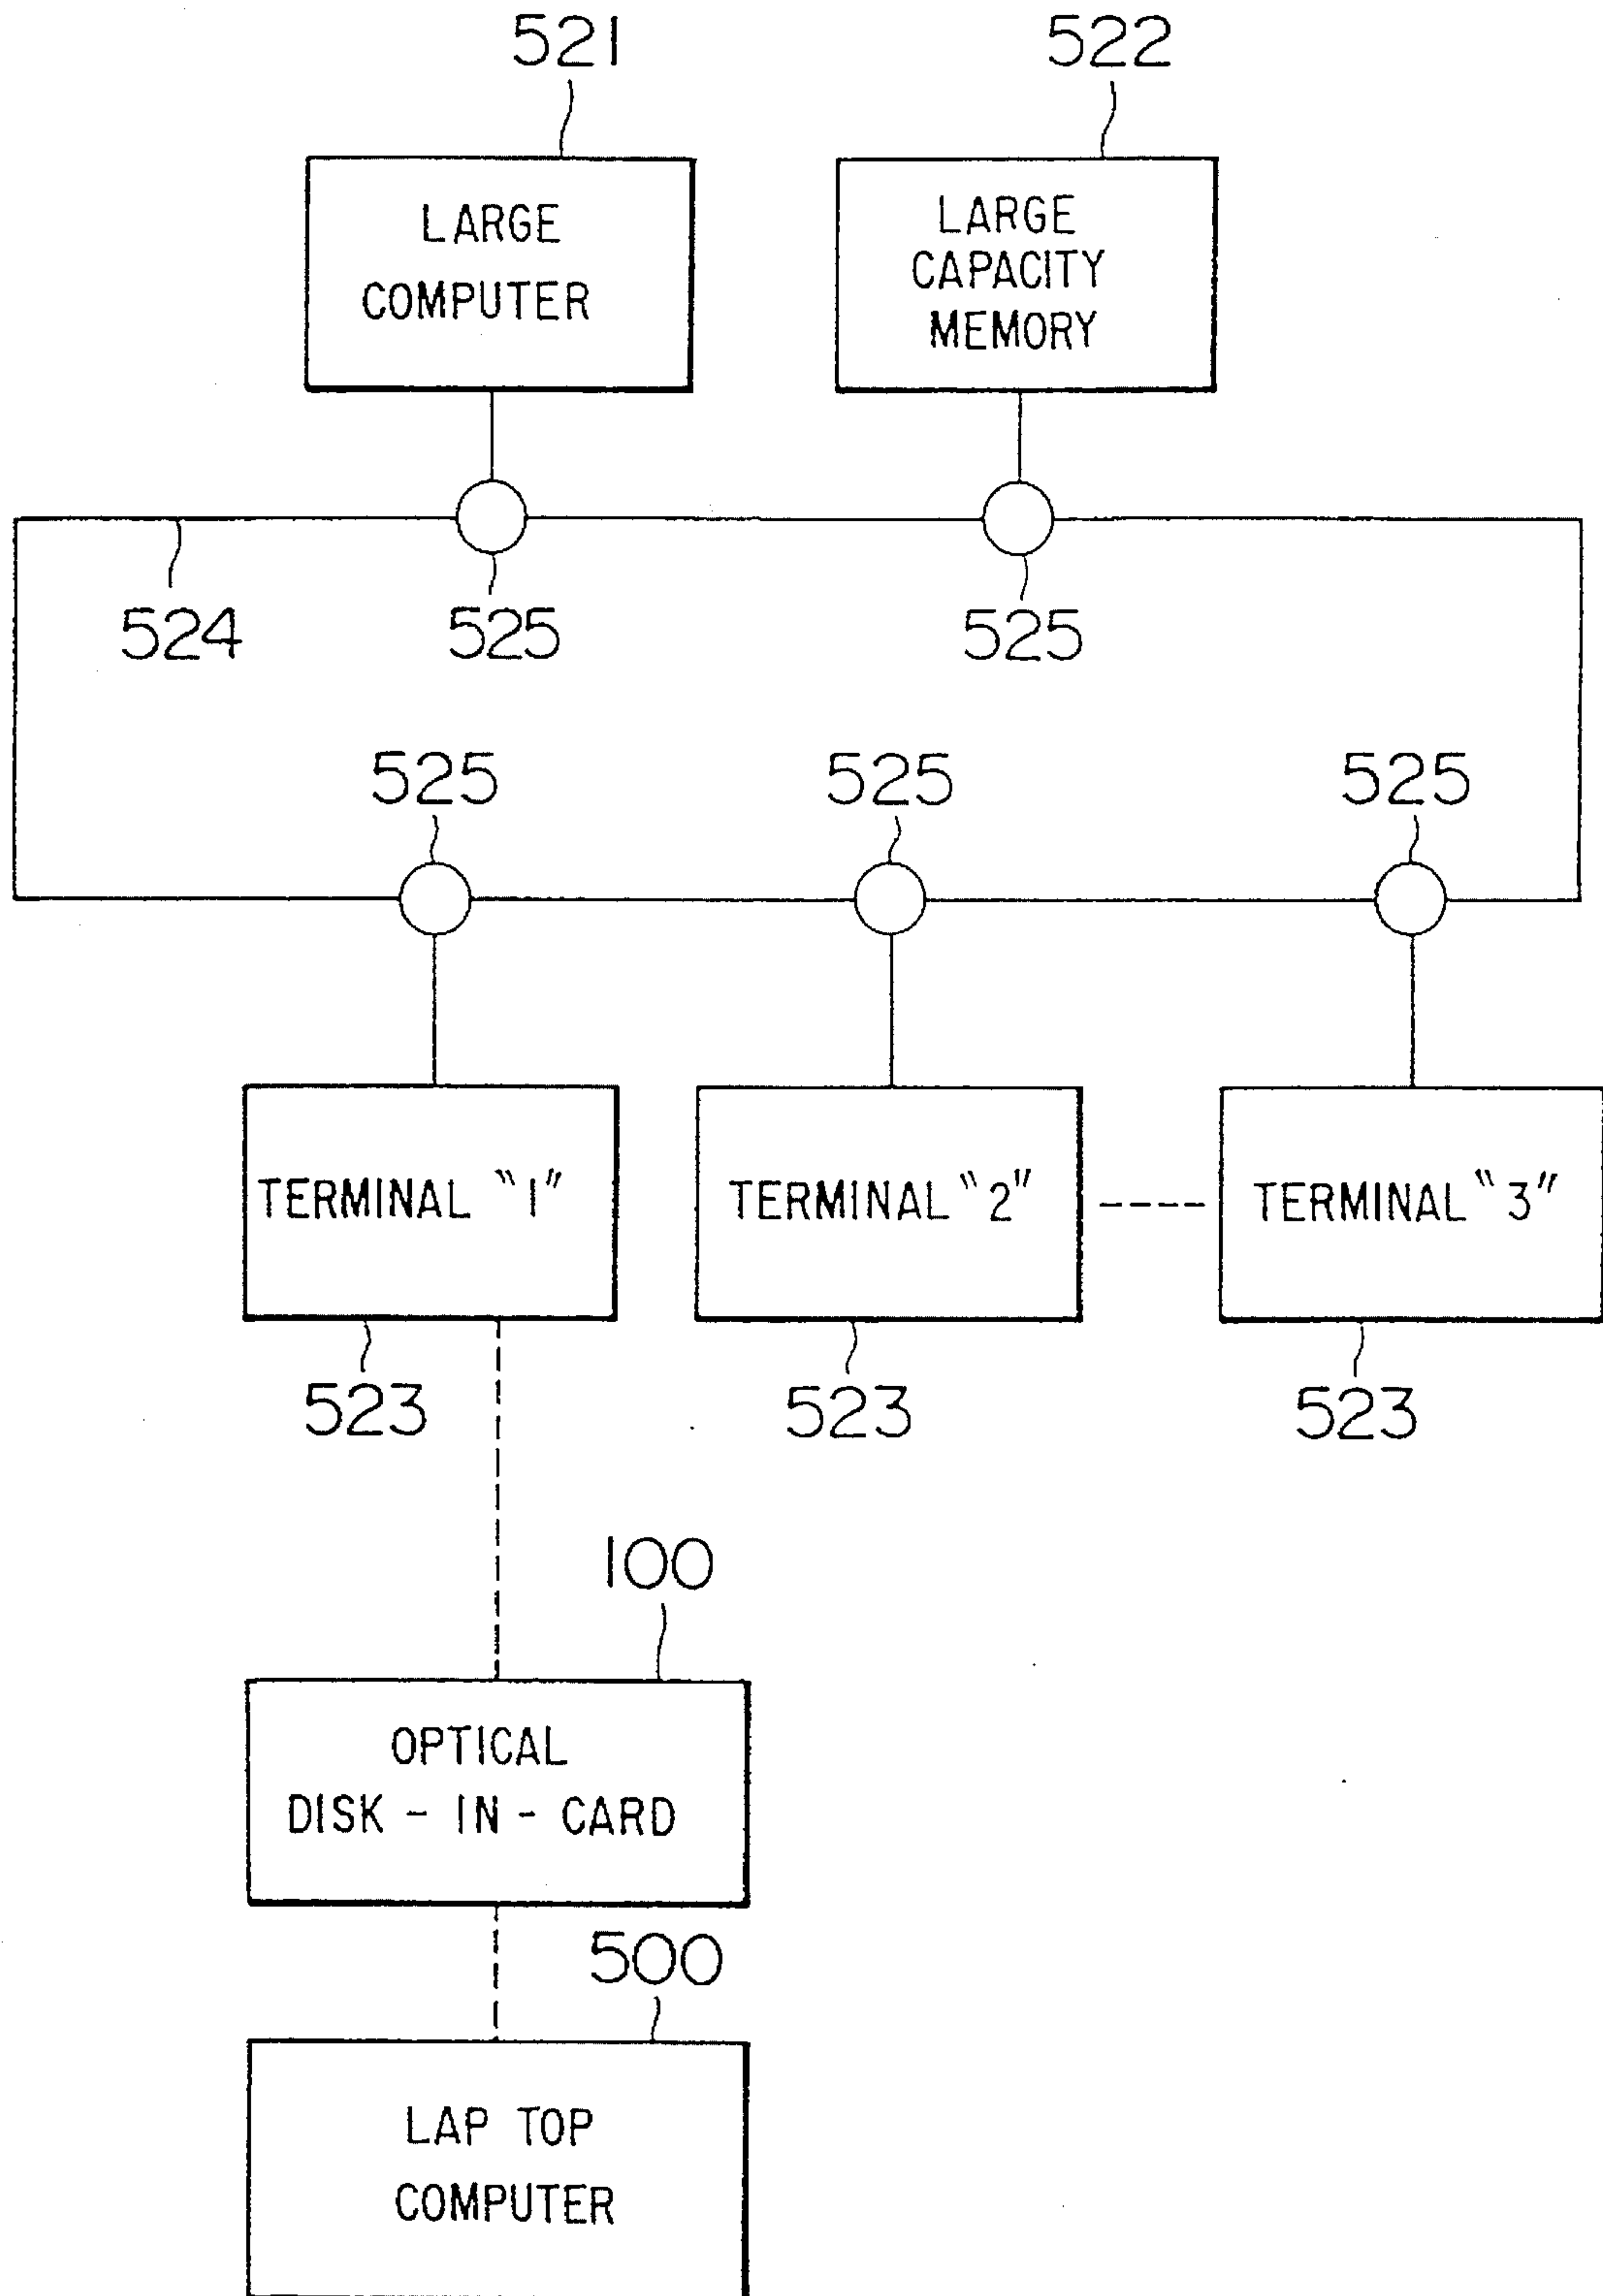 521
522
LARGE
COMPUTER
LARGE
CAPACITY
MEMORY
524
525
525
525
525
525
TERMINAL "1"
TERMINAL "2"
TERMINAL "3"
523
523
523
100
OPTICAL
DISK - IN - CARD
500
LAP TOP
COMPUTER